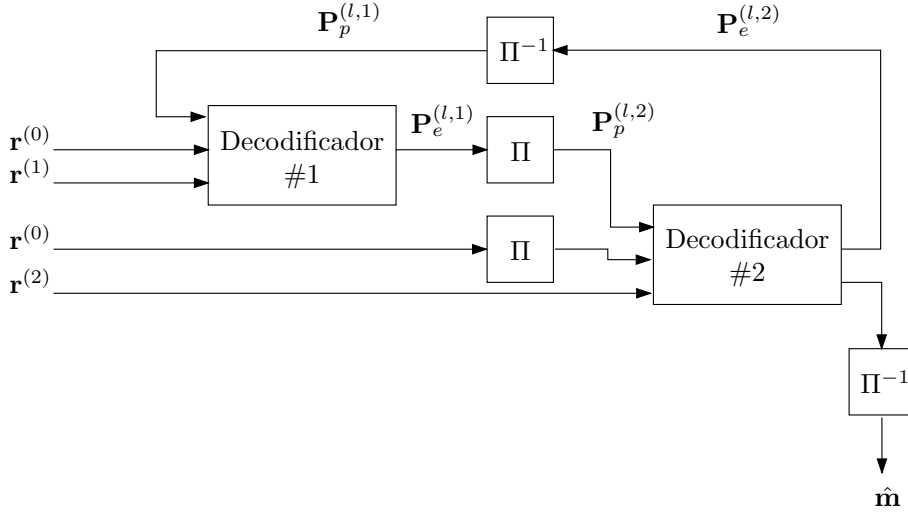 P_p^{(l,1)}
P_e^{(l,2)}
Π^{−1}
P_e^{(l,1)}
P_p^{(l,2)}
r^{(0)}
r^{(1)}
Decodificador
#1
Π
r^{(0)}
r^{(2)}
Π
Decodificador
#2
Π^{−1}
m̂